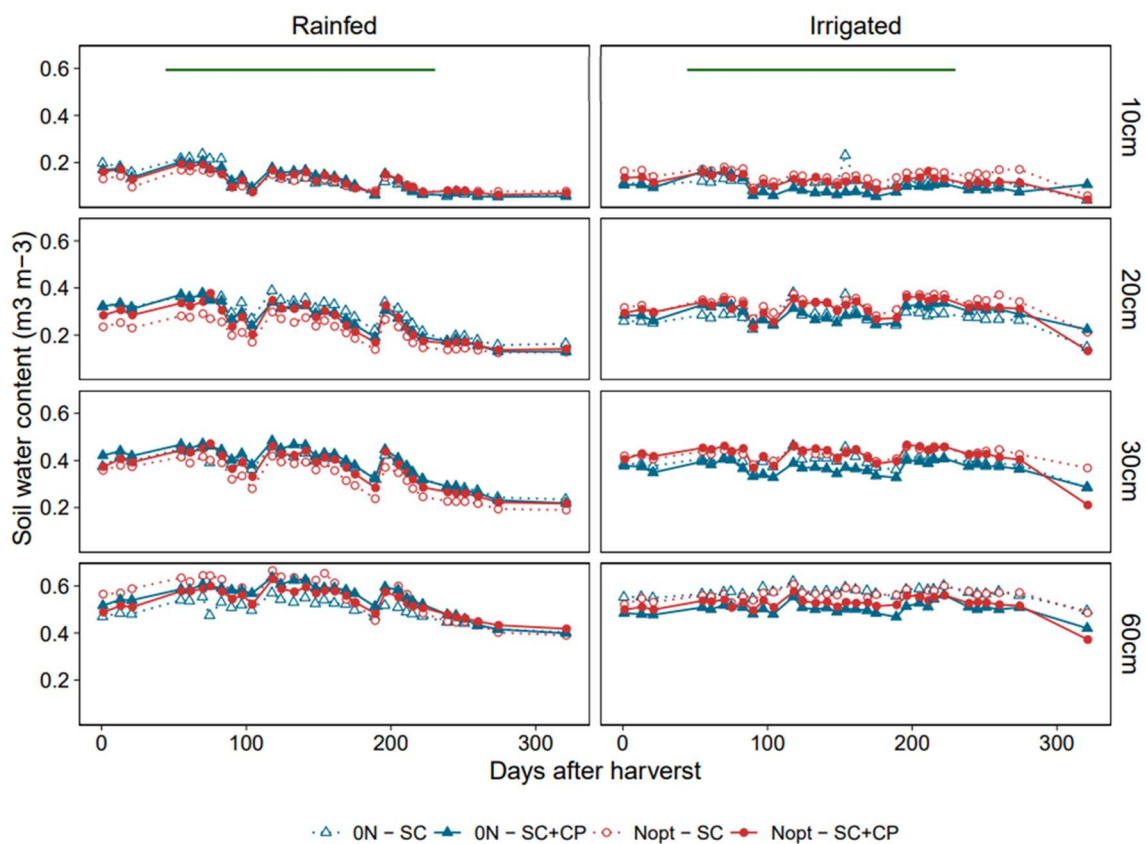 Rainfed Irrigated
0.6
0.4
0.2
10cm
0.6
0.4
0.2
20cm
0.6
0.4
0.2
30cm
0.6
0.4
0.2
60cm
Soil water content (m3 m−3)
0 100 200 300 0 100 200 300
Days after harverst
0N − SC 0N − SC+CP Nopt − SC Nopt − SC+CP